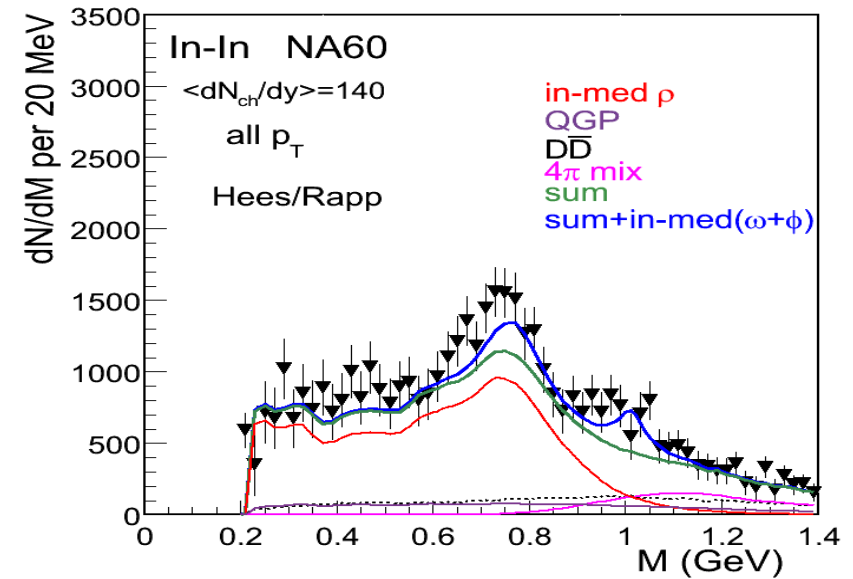 dN/dM per 20 MeV
3500
3000
2500
2000
1500
1000
500
0
In-In NA60
<dN_ch/dy>=140
all p_T
Hees/Rapp
in-med ρ
QGP
DD̅
4π mix
sum
sum+in-med(ω+ϕ)
0 0.2 0.4 0.6 0.8 1 1.2 1.4
M (GeV)